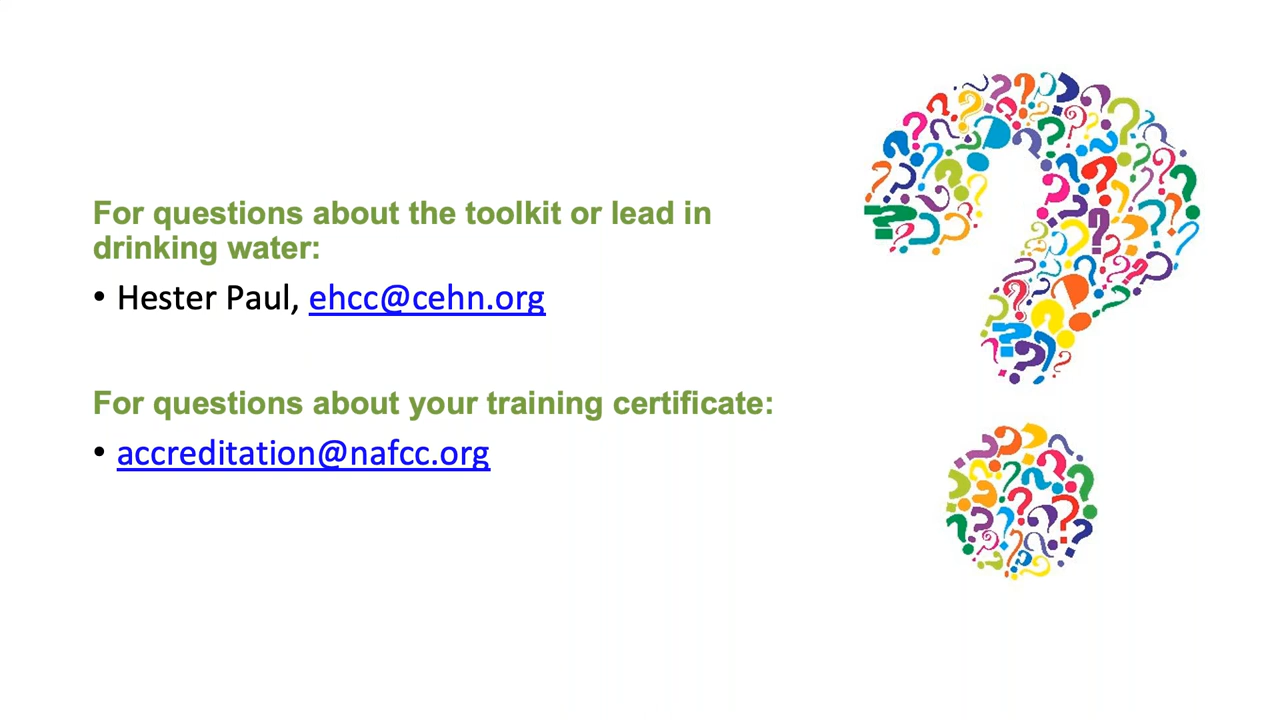 For questions about the toolkit or lead in
drinking water:
• Hester Paul, ehcc@cehn.org
For questions about your training certificate:
• accreditation@nafcc.org